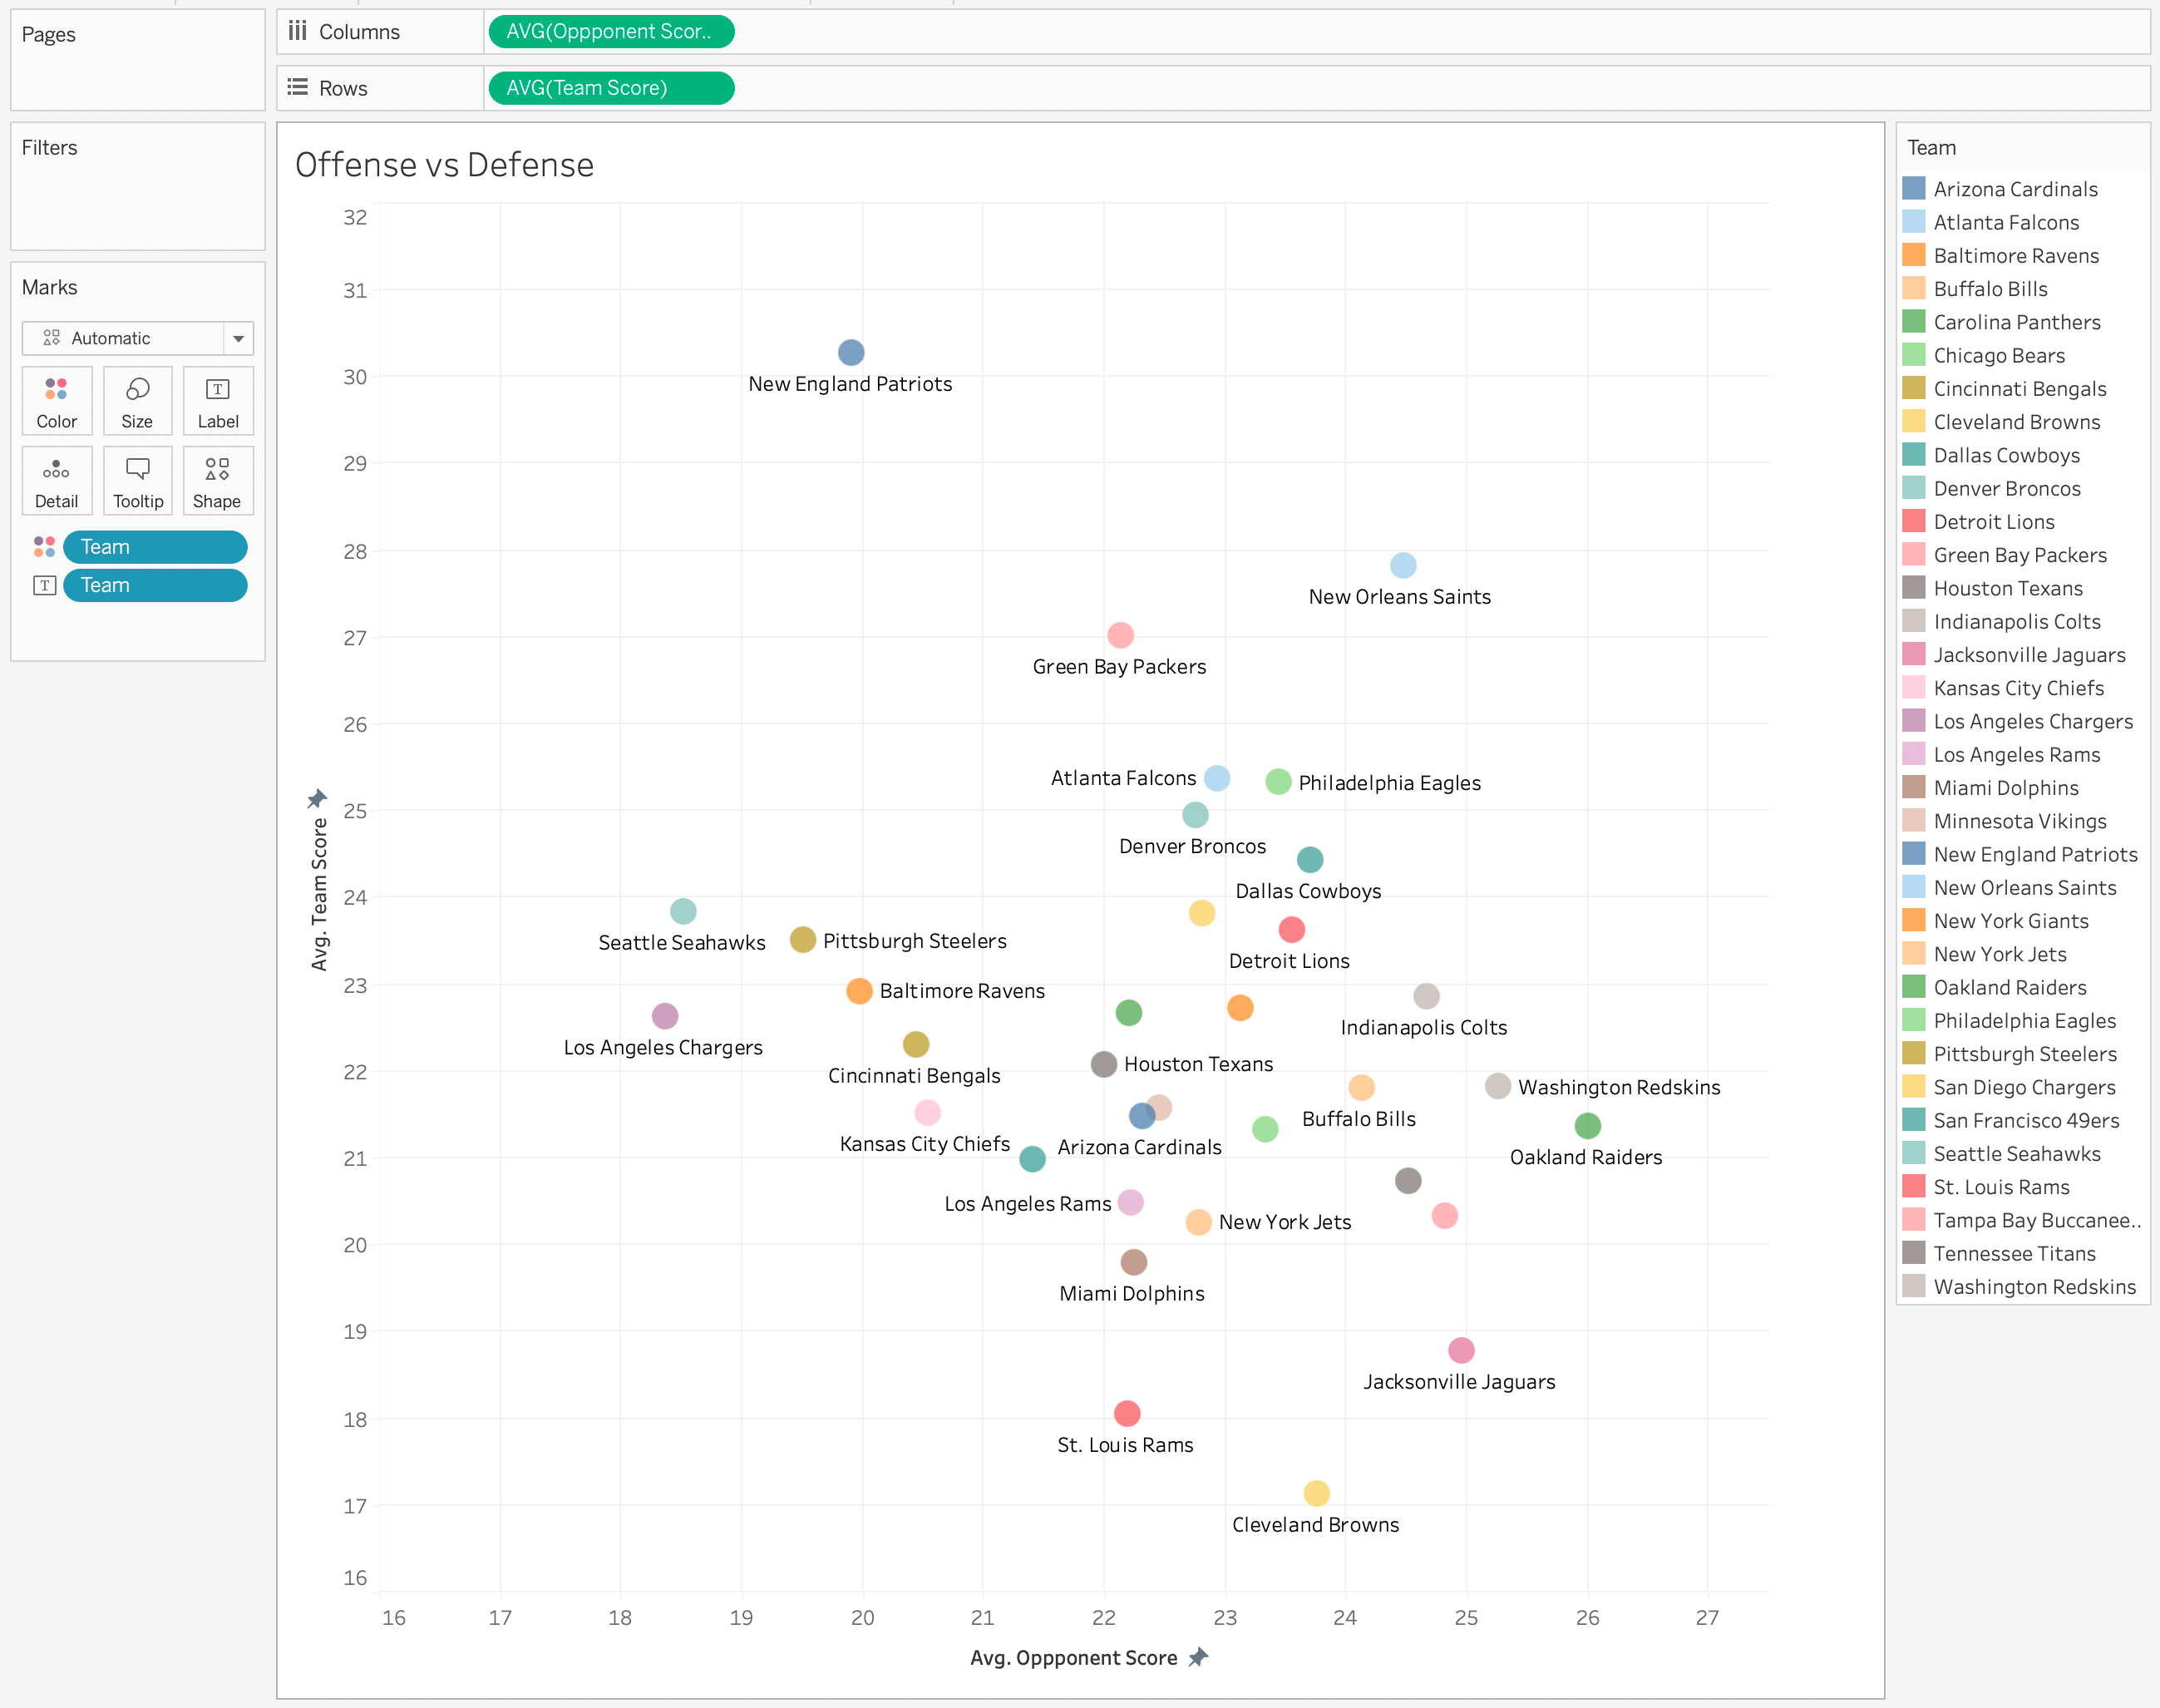 Pages
Columns
AVG(Oppponent Scor..
Rows
AVG(Team Score)
Filters
Marks
Automatic
Color
Size
Label
Detail
Tooltip
Shape
Team
Team
Offense vs Defense
32
31
30
29
28
27
26
25
24
23
22
21
20
19
18
17
16
Avg. Team Score
New England Patriots
New Orleans Saints
Green Bay Packers
Atlanta Falcons
Philadelphia Eagles
Denver Broncos
Dallas Cowboys
Seattle Seahawks
Pittsburgh Steelers
Detroit Lions
Baltimore Ravens
Indianapolis Colts
Los Angeles Chargers
Houston Texans
Cincinnati Bengals
Washington Redskins
Buffalo Bills
Kansas City Chiefs
Arizona Cardinals
Oakland Raiders
Los Angeles Rams
New York Jets
Miami Dolphins
Jacksonville Jaguars
St. Louis Rams
Cleveland Browns
16 17 18 19 20 21 22 23 24 25 26 27
Avg. Oppponent Score
Team
Arizona Cardinals
Atlanta Falcons
Baltimore Ravens
Buffalo Bills
Carolina Panthers
Chicago Bears
Cincinnati Bengals
Cleveland Browns
Dallas Cowboys
Denver Broncos
Detroit Lions
Green Bay Packers
Houston Texans
Indianapolis Colts
Jacksonville Jaguars
Kansas City Chiefs
Los Angeles Chargers
Los Angeles Rams
Miami Dolphins
Minnesota Vikings
New England Patriots
New Orleans Saints
New York Giants
New York Jets
Oakland Raiders
Philadelphia Eagles
Pittsburgh Steelers
San Diego Chargers
San Francisco 49ers
Seattle Seahawks
St. Louis Rams
Tampa Bay Buccanee..
Tennessee Titans
Washington Redskins